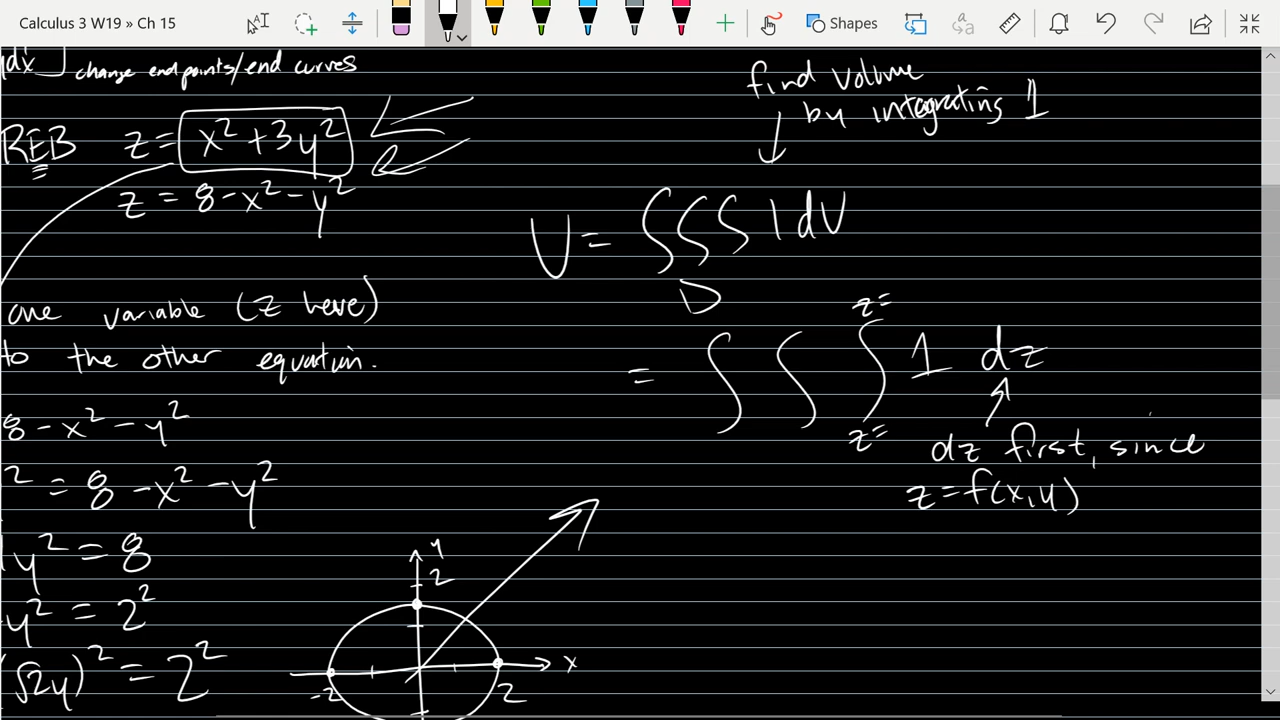 Calculus 3 W19 » Ch 15
Shapes
dx change endpoints/end curves
find volume
by integrating 1
REB z = x² + 3y²
z = 8 - x² - y²
V = ∫∫∫ 1 dV
D
one variable (z here)
to the other equation.
z=
= ∫ ∫ ∫ 1 dz
z=
dz first, since
z = f(x,y)
8 - x² - y²
² = 8 - x² - y²
y² = 8
y² = 2²
(√2y)² = 2²
y
2
x
-2
2